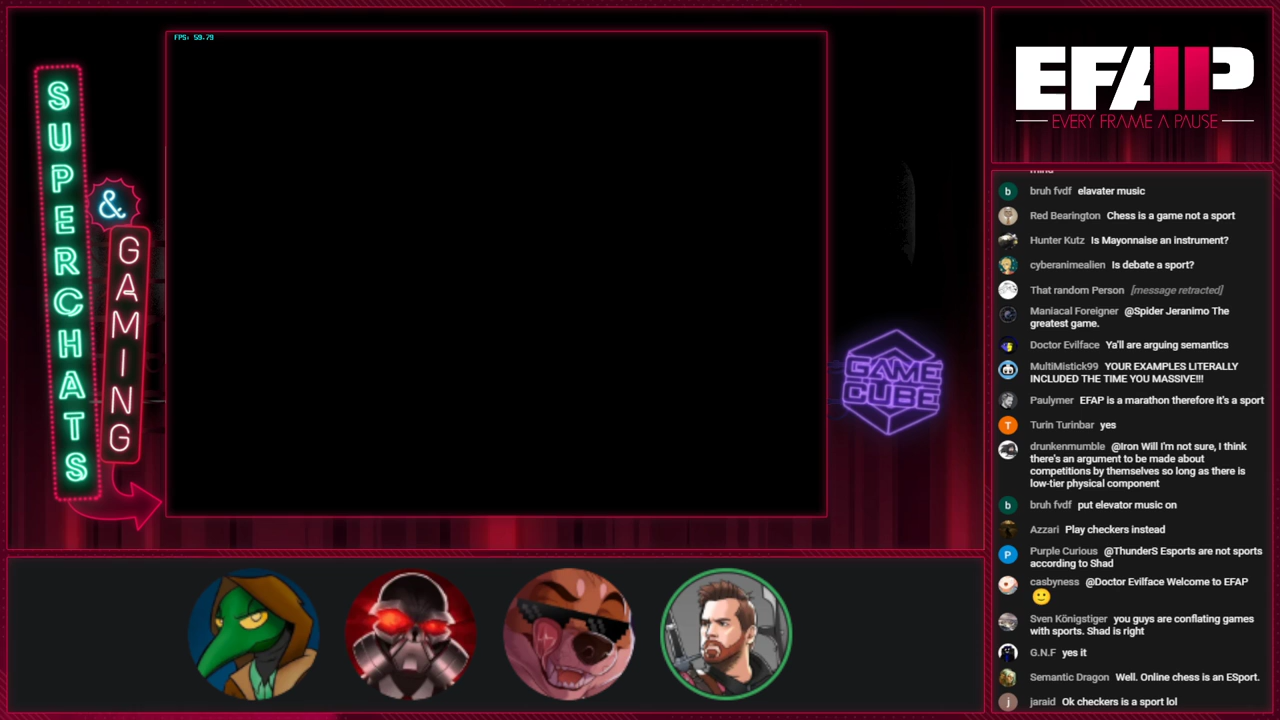 FPS: 59.79
SUPERCHATS
&
GAMING
GAME
CUBE
EFAP
EVERY FRAME A PAUSE
mind
b bruh fvdf elavater music
Red Bearington Chess is a game not a sport
Hunter Kutz Is Mayonnaise an instrument?
cyberanimealien Is debate a sport?
That random Person [message retracted]
Maniacal Foreigner @Spider Jeranimo The
greatest game.
Doctor Evilface Ya'll are arguing semantics
MultiMistick99 YOUR EXAMPLES LITERALLY
INCLUDED THE TIME YOU MASSIVE!!!
Paulymer EFAP is a marathon therefore it's a sport
T Turin Turinbar yes
drunkenmumble @Iron Will I'm not sure, I think
there's an argument to be made about
competitions by themselves so long as there is
low-tier physical component
b bruh fvdf put elevator music on
Azzari Play checkers instead
P Purple Curious @ThunderS Esports are not sports
according to Shad
casbyness @Doctor Evilface Welcome to EFAP
🙂
Sven Königstiger you guys are conflating games
with sports. Shad is right
G.N.F yes it
Semantic Dragon Well. Online chess is an ESport.
j jaraid Ok checkers is a sport lol